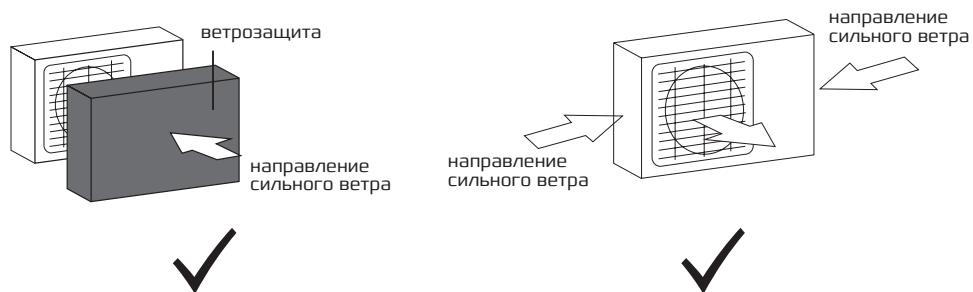 ветрозащита
направление
сильного ветра
направление
сильного ветра
направление
сильного ветра